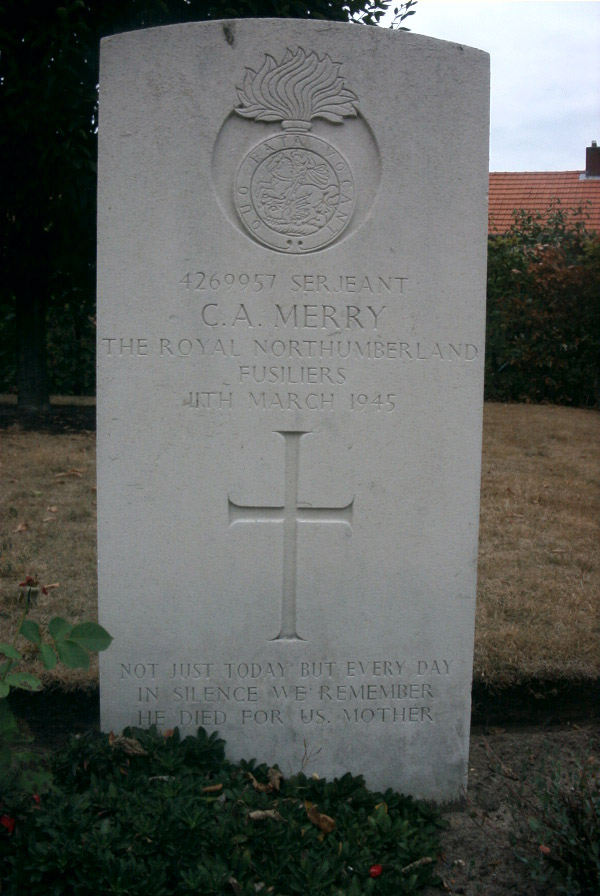 QUO FATA VOCANT
4269957 SERJEANT
C.A. MERRY
THE ROYAL NORTHUMBERLAND
FUSILIERS
11TH MARCH 1945
NOT JUST TODAY BUT EVERY DAY
IN SILENCE WE REMEMBER
HE DIED FOR US. MOTHER